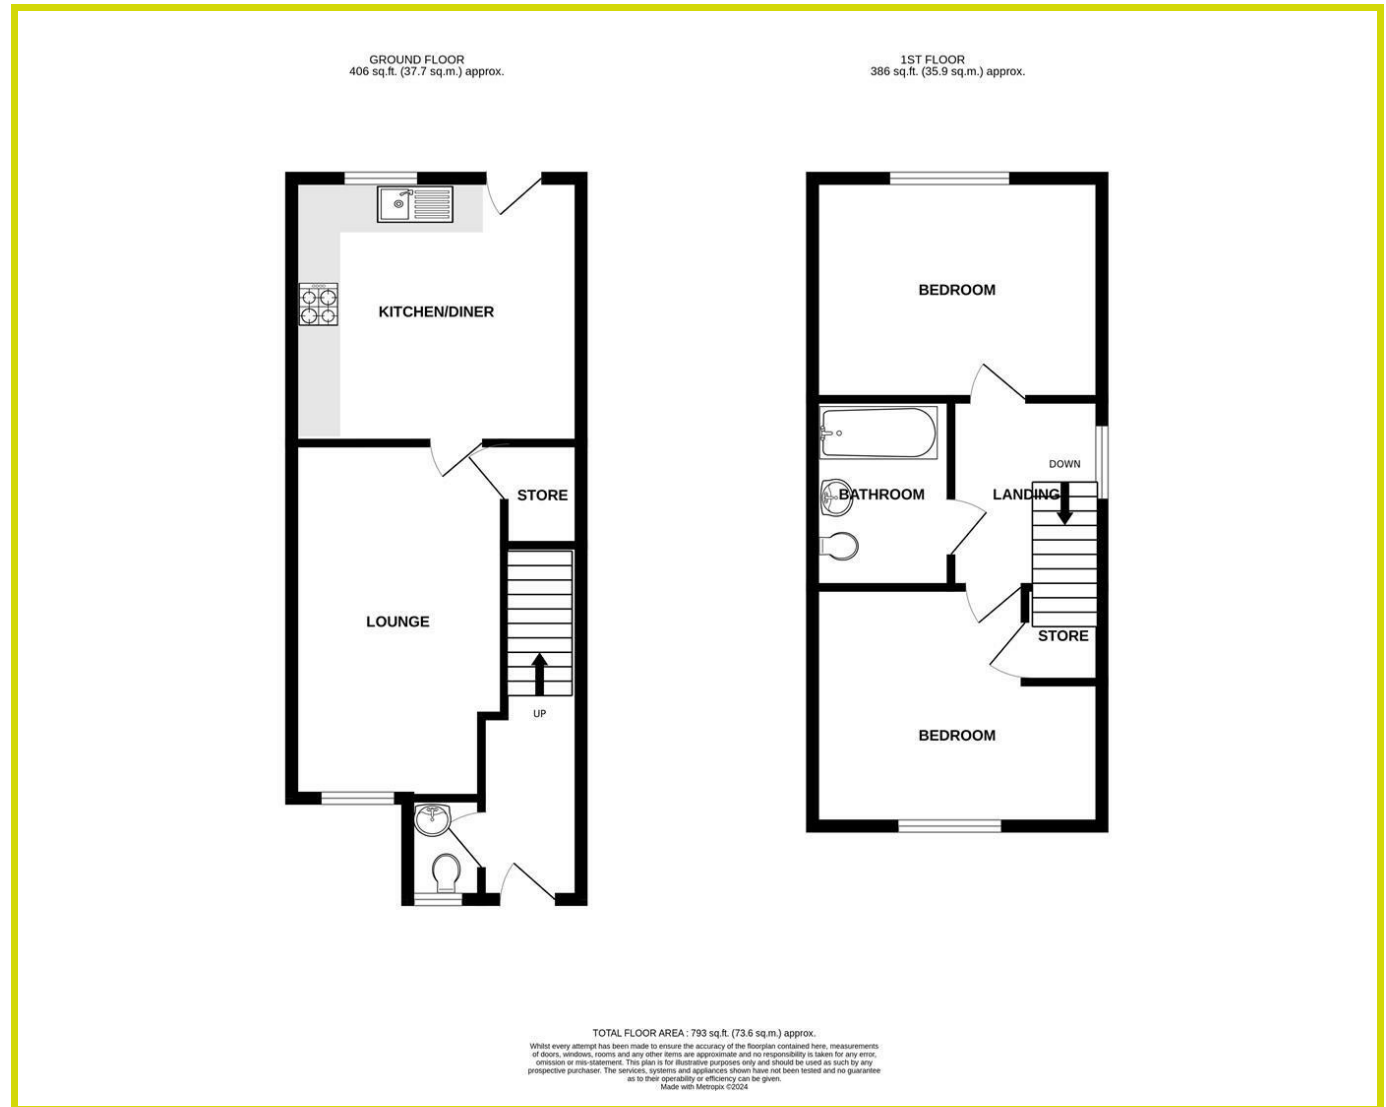 GROUND FLOOR
406 sq.ft. (37.7 sq.m.) approx.
1ST FLOOR
386 sq.ft. (35.9 sq.m.) approx.
KITCHEN/DINER
STORE
LOUNGE
UP
BEDROOM
DOWN
BATHROOM
LANDING
STORE
BEDROOM
TOTAL FLOOR AREA : 793 sq.ft. (73.6 sq.m.) approx.
Whilst every attempt has been made to ensure the accuracy of the floorplan contained here, measurements
of doors, windows, rooms and any other items are approximate and no responsibility is taken for any error,
omission or mis-statement. This plan is for illustrative purposes only and should be used as such by any
prospective purchaser. The services, systems and appliances shown have not been tested and no guarantee
as to their operability or efficiency can be given.
Made with Metropix ©2024